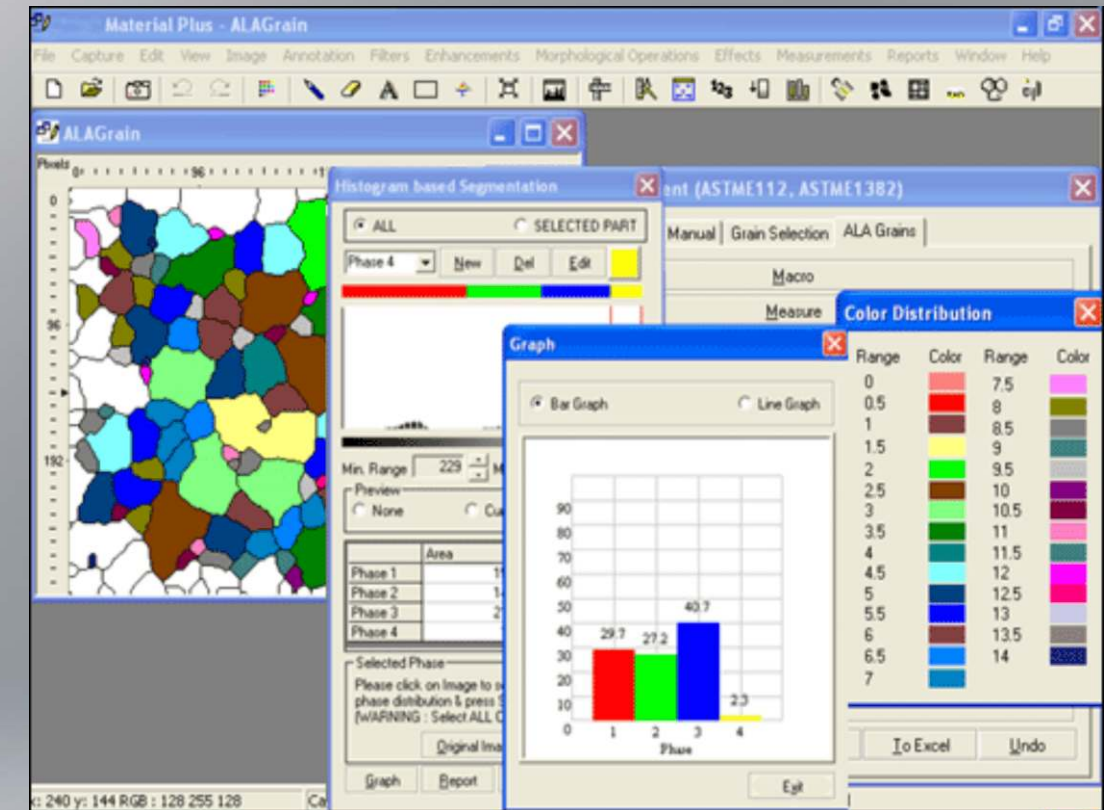 Material Plus - ALAGrain
File Capture Edit View Image Annotation Filters Enhancements Morphological Operations Effects Measurements Reports Window Help
ALAGrain
Pixels
0 96
0
96
192
Histogram based Segmentation
ALL SELECTED PART
Phase 4 New Del Edit
Min. Range 229
Preview
None
Area
Phase 1
Phase 2
Phase 3
Phase 4
Selected Phase
Please click on Image to
phase distribution & press
(WARNING : Select ALL
Original
Graph Report
(ASTME112, ASTME1382)
Manual Grain Selection ALA Grains
Macro
Measure
Graph
Bar Graph Line Graph
90
80
70
60
50
40
30
20
10
0
29.7 27.2 40.7 2.3
1 2 3 4
Phase
Exit
Color Distribution
Range Color Range Color
0 7.5
0.5 8
1 8.5
1.5 9
2 9.5
2.5 10
3 10.5
3.5 11
4 11.5
4.5 12
5 12.5
5.5 13
6 13.5
6.5 14
7
To Excel Undo
x: 240 y: 144 RGB : 128 255 128